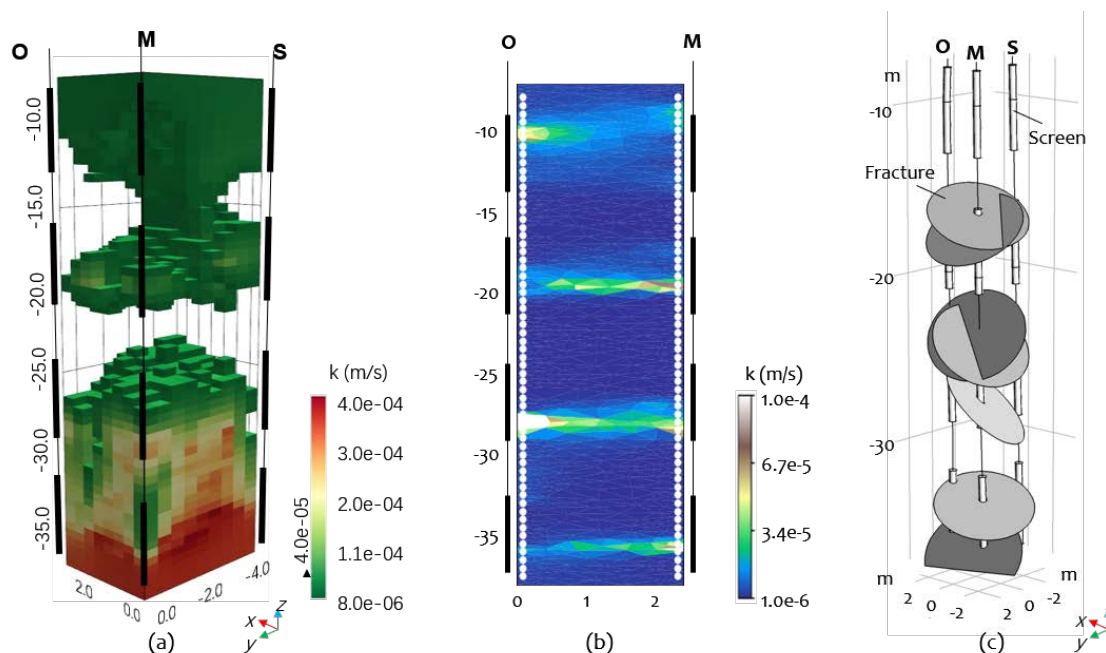 O M S
-10.0
-15.0
-20.0
-25.0
-30.0
-35.0
2.0 0.0 0.0 -2.0 -4.0
k (m/s)
4.0e-04
3.0e-04
2.0e-04
1.1e-04
8.0e-06
▲4.0e-05
z
x
y
(a)
O M
-10
-15
-20
-25
-30
-35
0 1 2
k (m/s)
1.0e-4
6.7e-5
3.4e-5
1.0e-6
(b)
O M S
m
-10
Screen
Fracture
-20
-30
m m
2 0 -2 2 0 -2
z
x
y
(c)